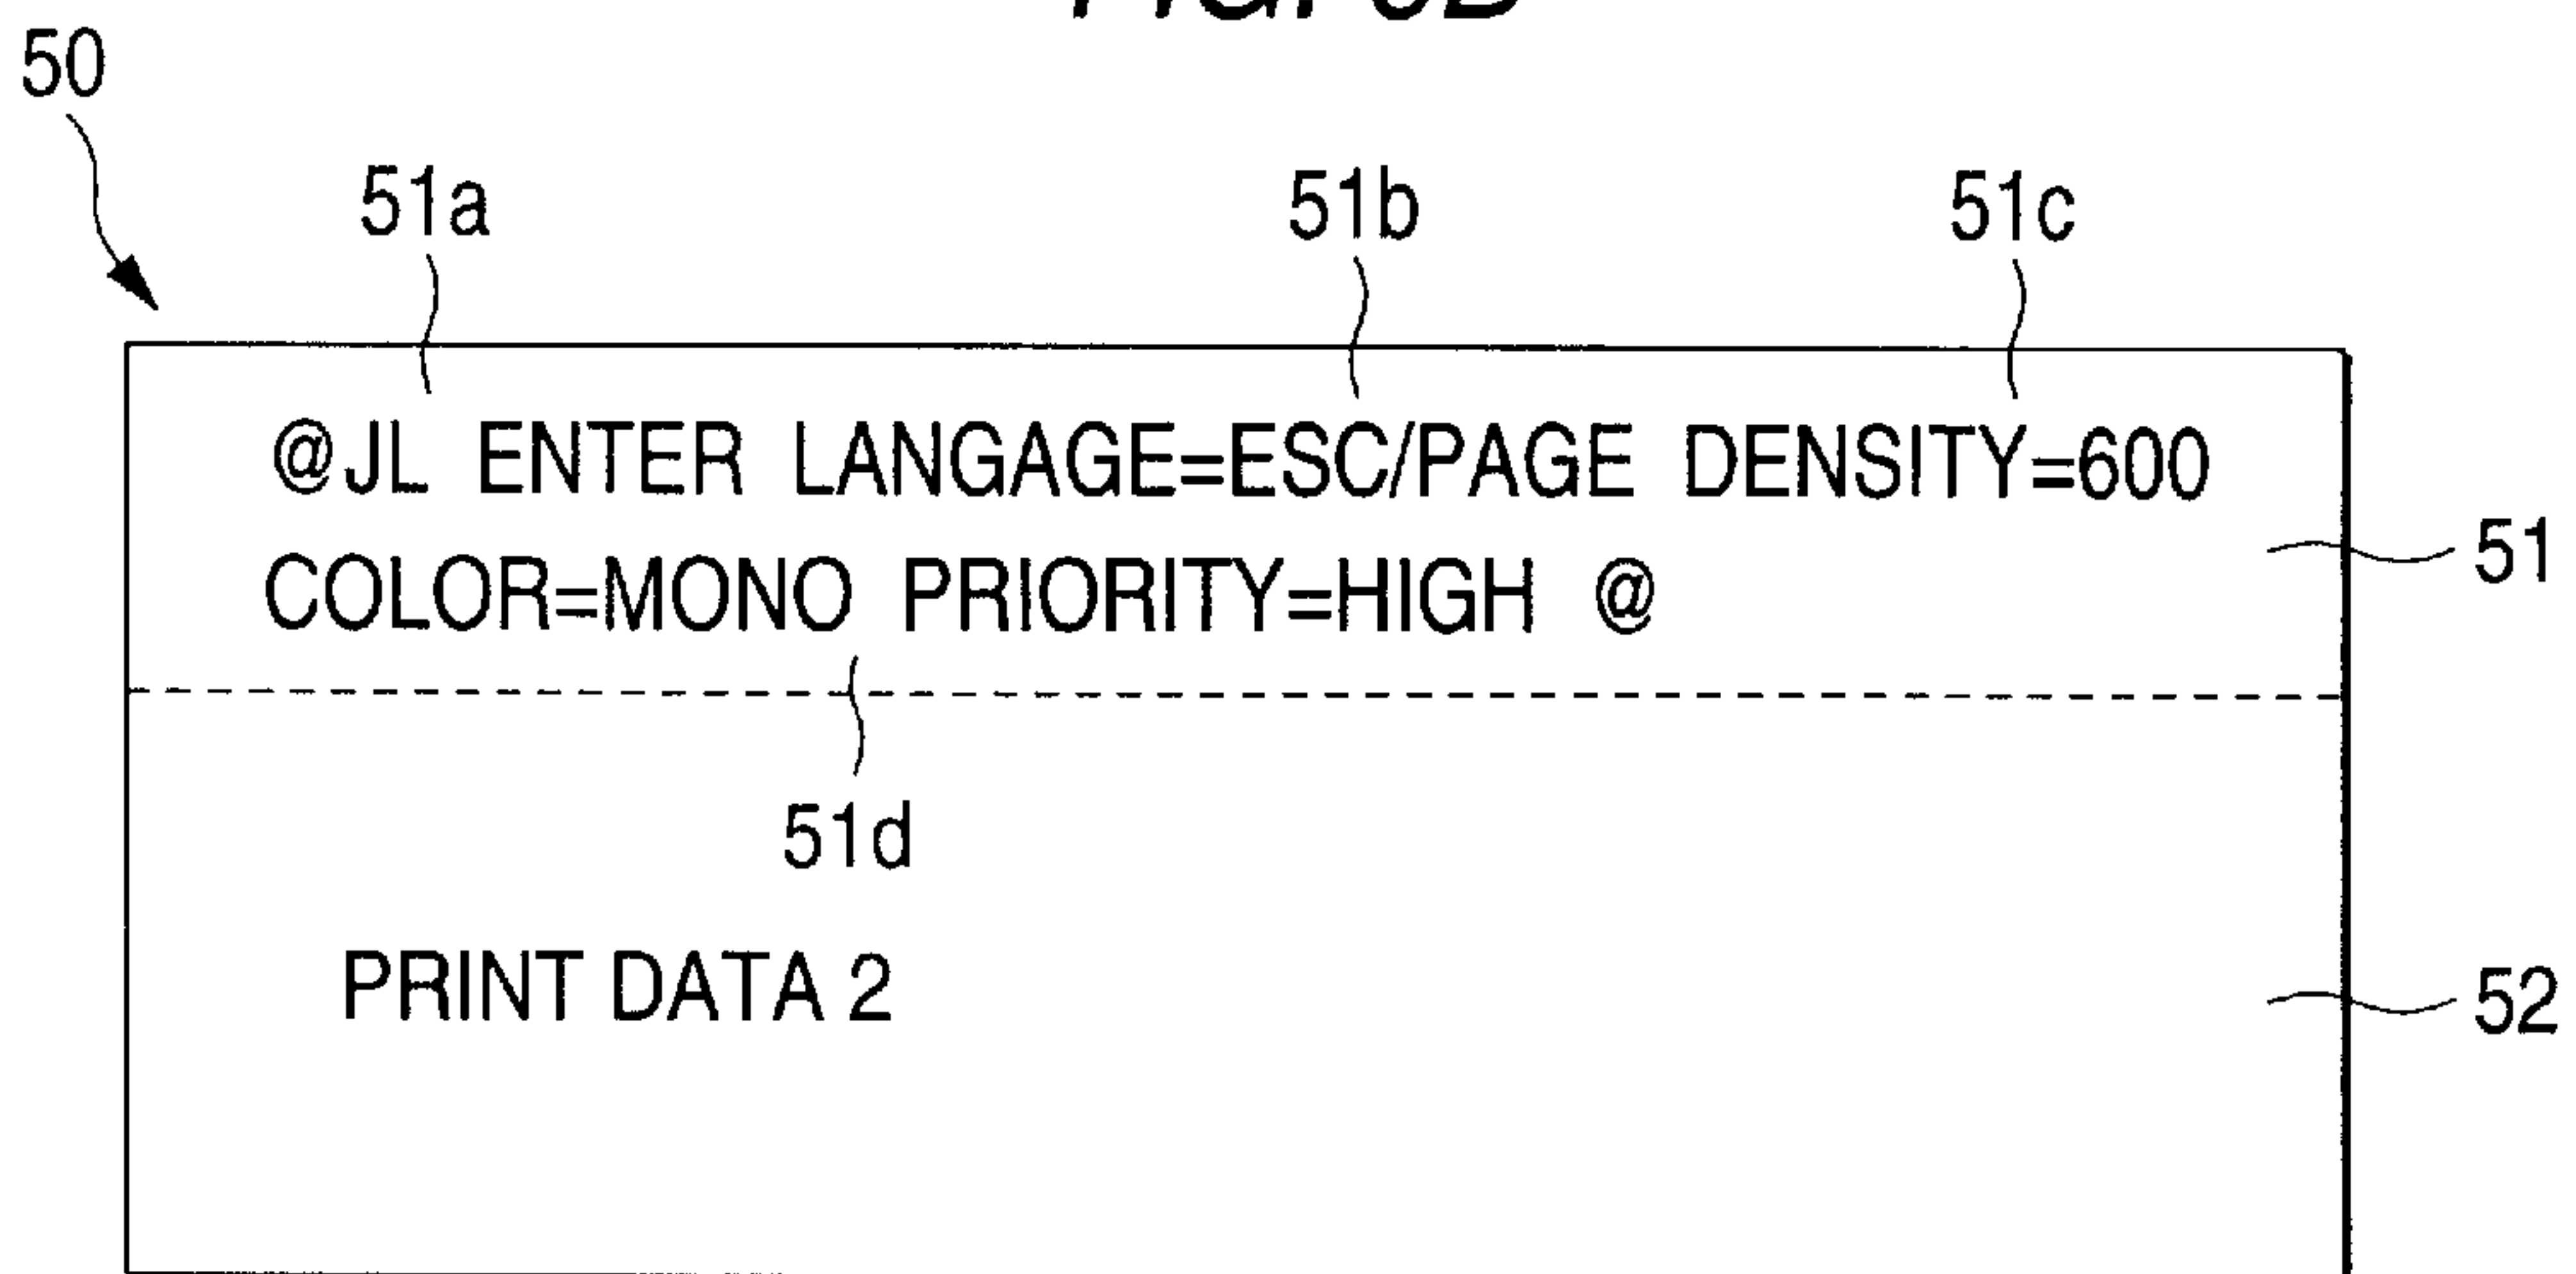 50
51a 51b 51c
@JL ENTER LANGAGE=ESC/PAGE DENSITY=600
51
COLOR=MONO PRIORITY=HIGH @
51d
PRINT DATA 2
52